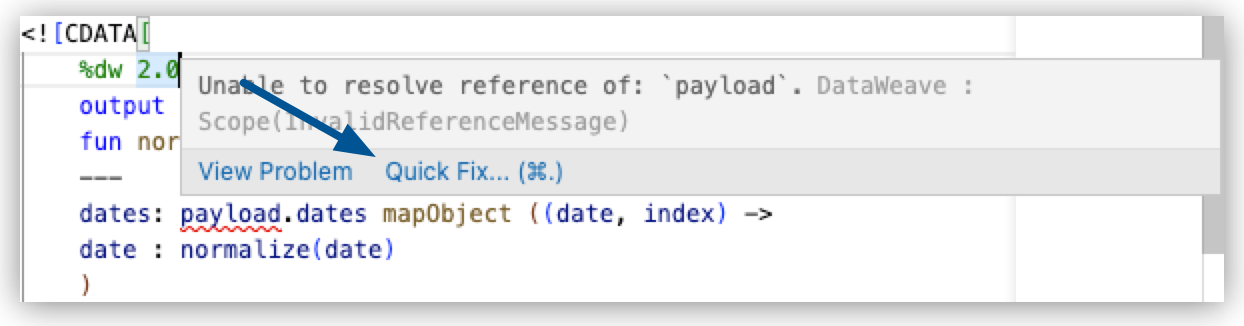 <![CDATA[
%dw 2.0
output
fun nor
Unable to resolve reference of: `payload`. DataWeave :
Scope(InvalidReferenceMessage)
View Problem Quick Fix... (⌘.)
---
dates: payload.dates mapObject ((date, index) ->
date : normalize(date)
)